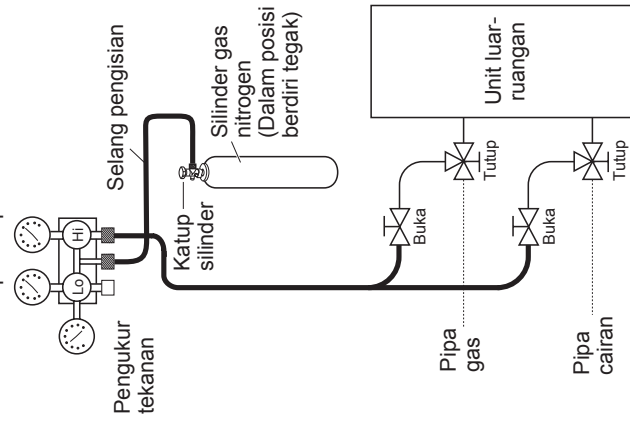 Pengukur
tekanan
Lo
Hi
Selang pengisian
Katup
silinder
Silinder gas
nitrogen
(Dalam posisi
berdiri tegak)
Pipa
gas
Buka
Tutup
Pipa
cairan
Buka
Tutup
Unit luar-
ruangan